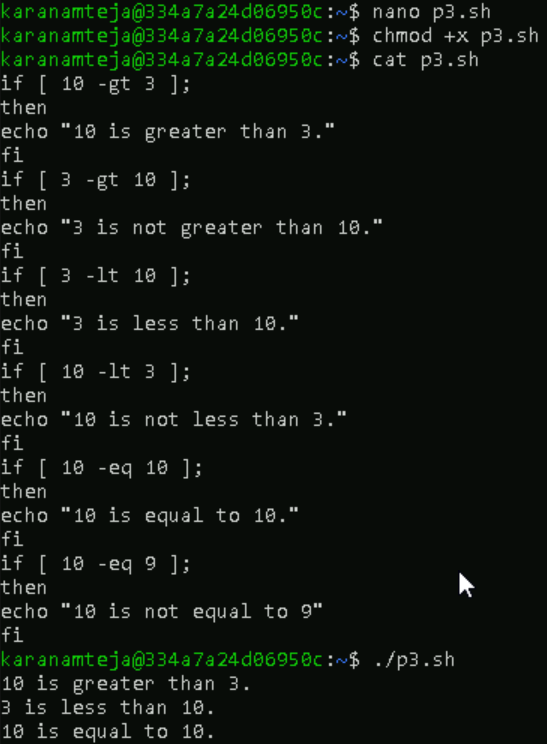 karanamteja@334a7a24d06950c:~$ nano p3.sh
karanamteja@334a7a24d06950c:~$ chmod +x p3.sh
karanamteja@334a7a24d06950c:~$ cat p3.sh
if [ 10 -gt 3 ];
then
echo "10 is greater than 3."
fi
if [ 3 -gt 10 ];
then
echo "3 is not greater than 10."
fi
if [ 3 -lt 10 ];
then
echo "3 is less than 10."
fi
if [ 10 -lt 3 ];
then
echo "10 is not less than 3."
fi
if [ 10 -eq 10 ];
then
echo "10 is equal to 10."
fi
if [ 10 -eq 9 ];
then
echo "10 is not equal to 9"
fi
karanamteja@334a7a24d06950c:~$ ./p3.sh
10 is greater than 3.
3 is less than 10.
10 is equal to 10.